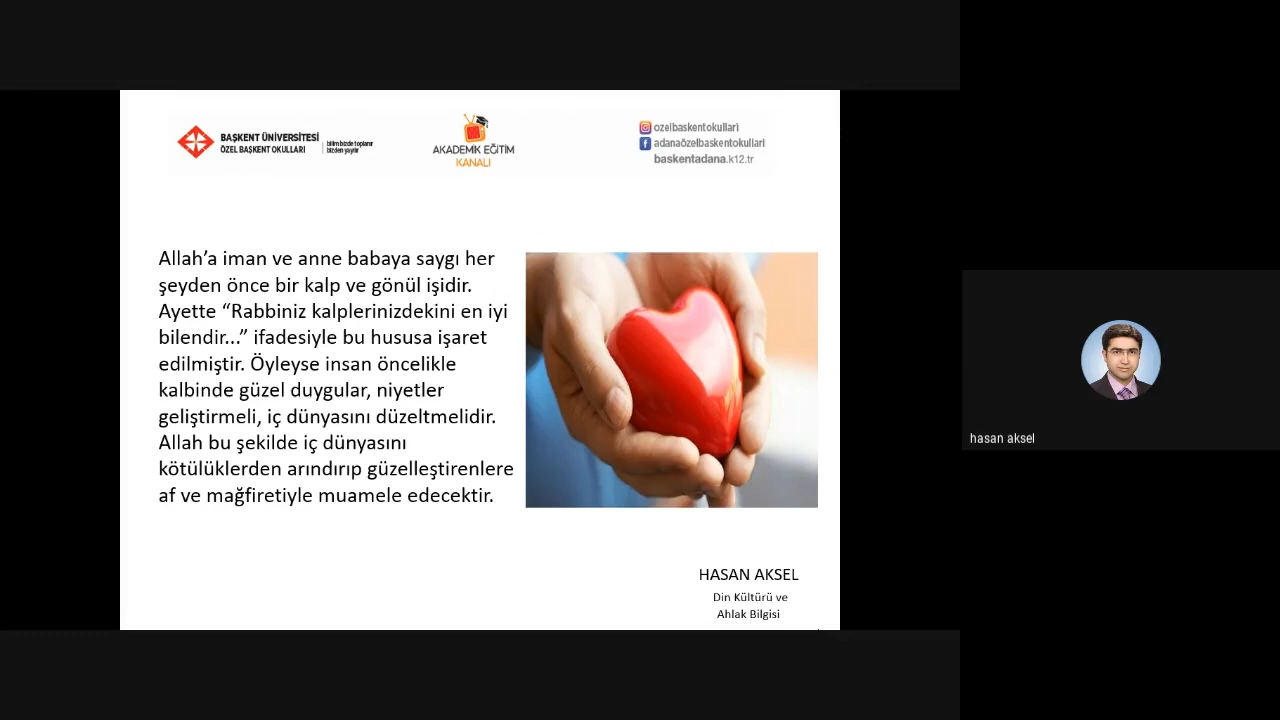 BAŞKENT ÜNİVERSİTESİ
ÖZEL BAŞKENT OKULLARI
bilim bizde toplanır
bizden yayılır
AKADEMİK EĞİTİM
KANALI
ozelbaskentokullari
adanaözelbaskentokullari
baskentadana.k12.tr
Allah’a iman ve anne babaya saygı her
şeyden önce bir kalp ve gönül işidir.
Ayette “Rabbiniz kalplerinizdekini en iyi
bilendir...” ifadesiyle bu hususa işaret
edilmiştir. Öyleyse insan öncelikle
kalbinde güzel duygular, niyetler
geliştirmeli, iç dünyasını düzeltmelidir.
Allah bu şekilde iç dünyasını
kötülüklerden arındırıp güzelleştirenlere
af ve mağfiretiyle muamele edecektir.
HASAN AKSEL
Din Kültürü ve
Ahlak Bilgisi
hasan aksel